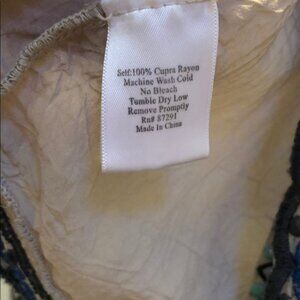 Self:100% Cupra Rayon
Machine Wash Cold
No Bleach
Tumble Dry Low
Remove Promptly
Rn# 87291
Made in China